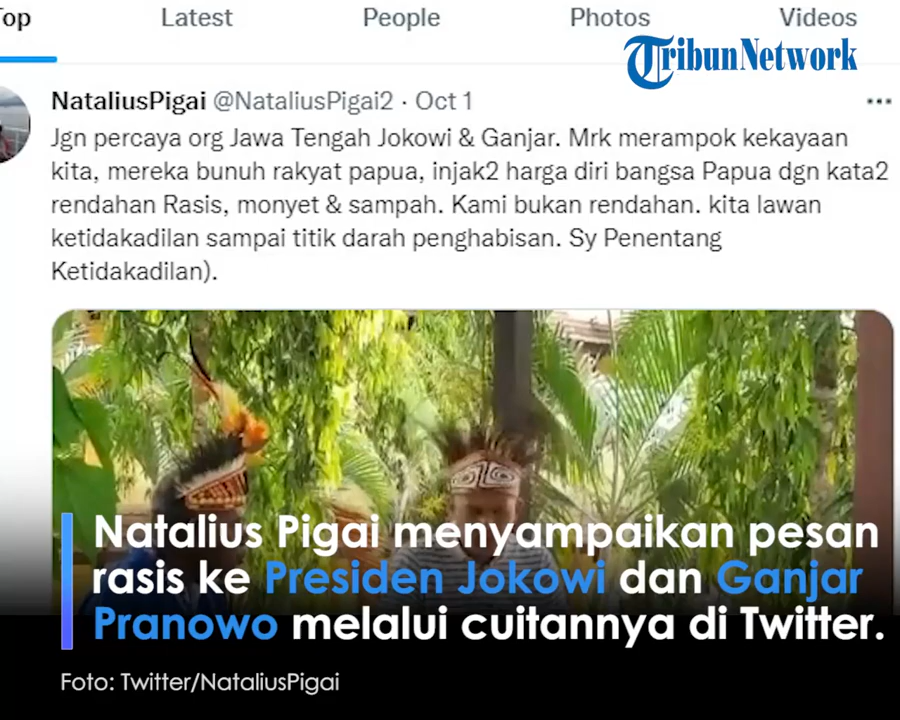 Top Latest People Photos Videos
TribunNetwork
NataliusPigai @NataliusPigai2 · Oct 1
Jgn percaya org Jawa Tengah Jokowi & Ganjar. Mrk merampok kekayaan
kita, mereka bunuh rakyat papua, injak2 harga diri bangsa Papua dgn kata2
rendahan Rasis, monyet & sampah. Kami bukan rendahan. kita lawan
ketidakadilan sampai titik darah penghabisan. Sy Penentang
Ketidakadilan).
Natalius Pigai menyampaikan pesan
rasis ke Presiden Jokowi dan Ganjar
Pranowo melalui cuitannya di Twitter.
Foto: Twitter/NataliusPigai